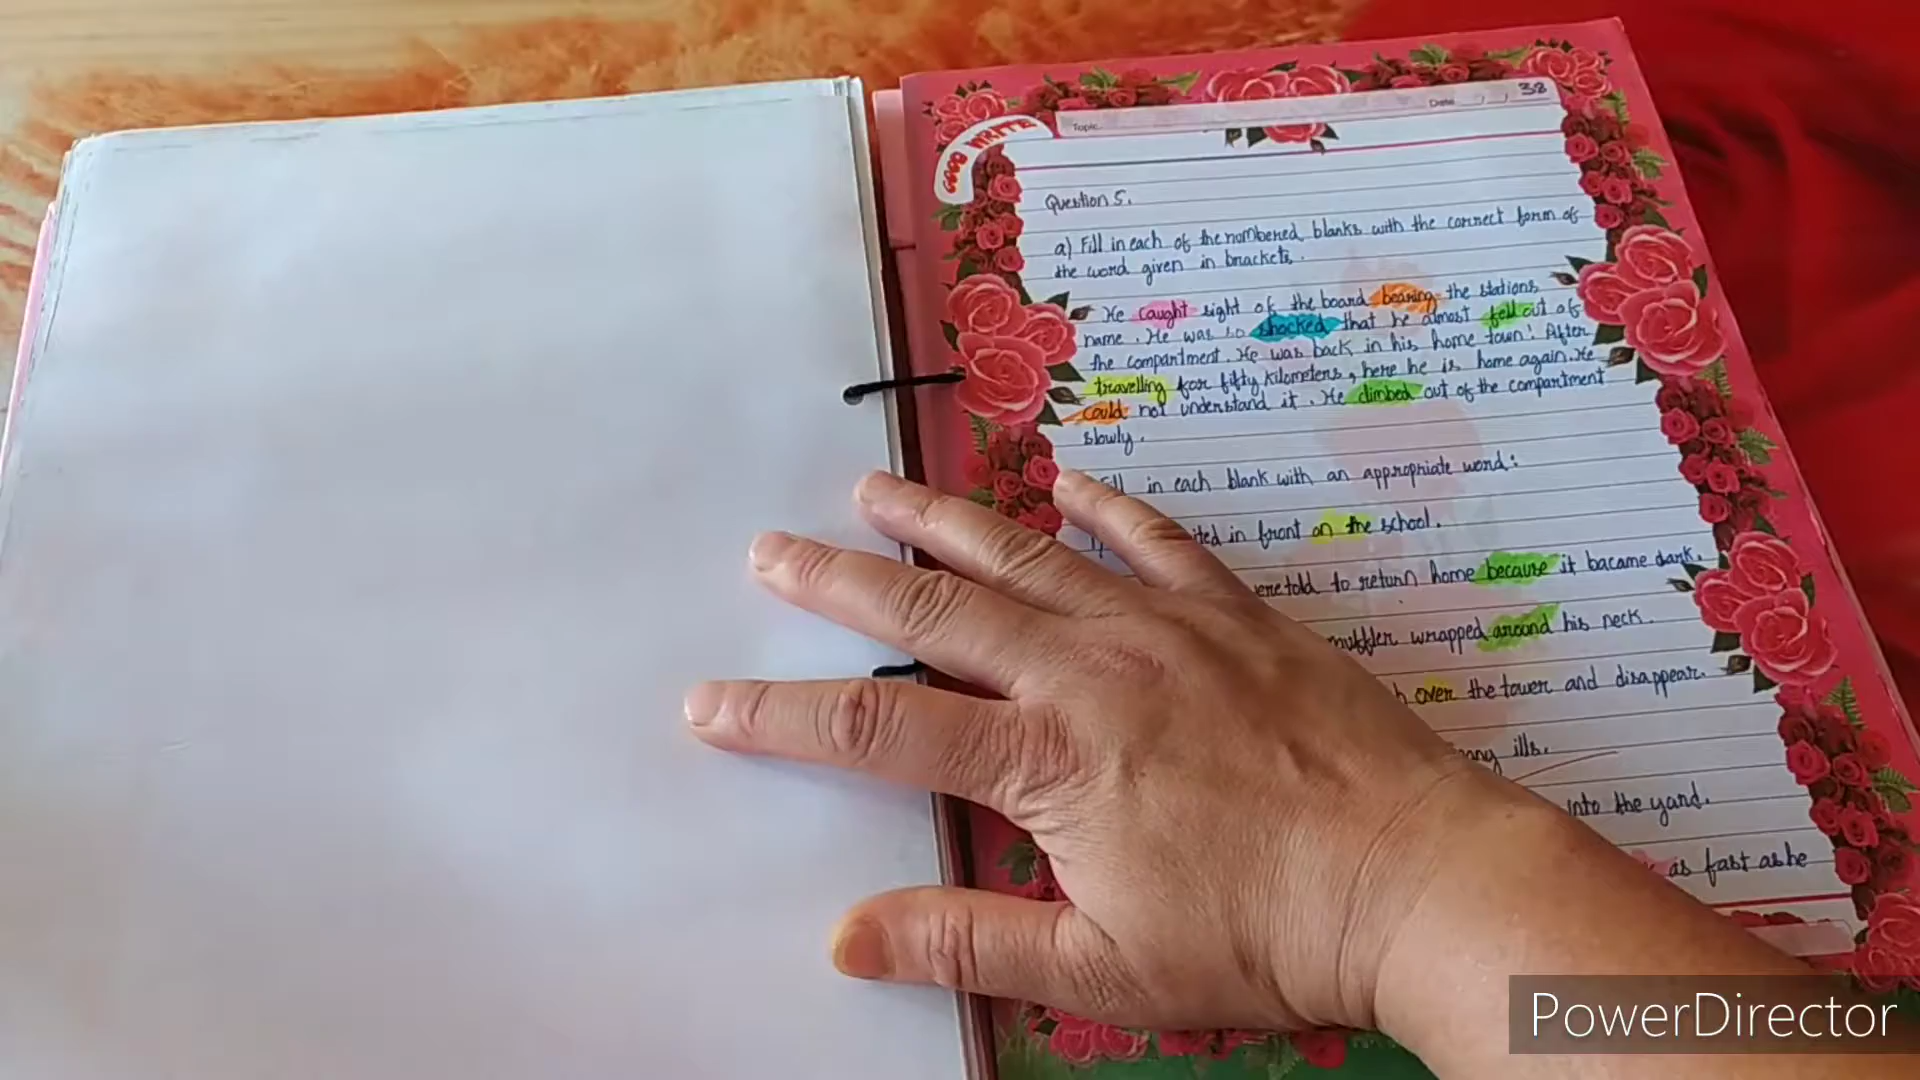 GOOD WRITE
Topic
Date 38
Question 5.
a) Fill in each of the numbered blanks with the correct form of
the word given in brackets.
He caught sight of the board bearing the stations
name. He was so shocked that he almost fell out of
the compartment. He was back in his home town! After
travelling for fifty kilometers, here he is home again. He
could not understand it. He climbed out of the compartment
slowly.
in each blank with an appropriate word:
in front on the school.
told to return home because it bacame dark.
muffler wrapped around his neck.
over the tower and disappear.
ills.
into the yard.
as fast as he
PowerDirector